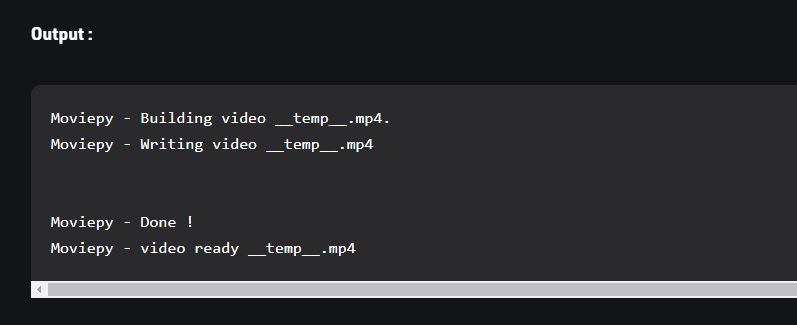 Output :
Moviepy - Building video __temp__.mp4.
Moviepy - Writing video __temp__.mp4
Moviepy - Done !
Moviepy - video ready __temp__.mp4